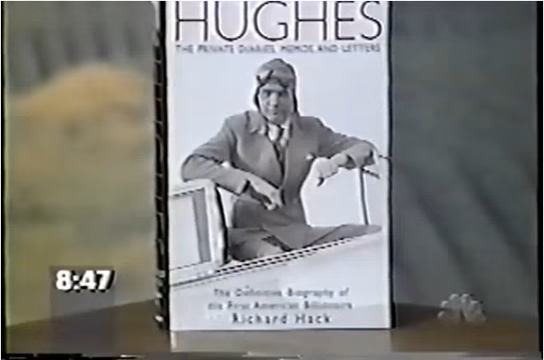 HUGHES
THE PRIVATE DIARIES, MEMOS AND LETTERS
The Definitive Biography of
the First American Billionaire
Richard Hack
8:47